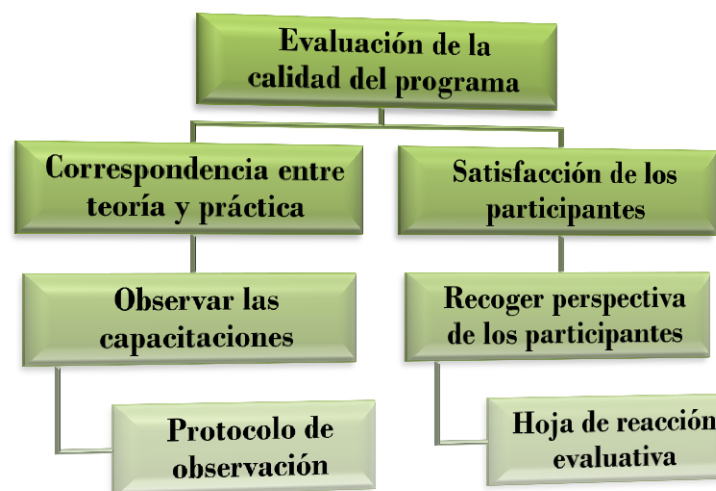 Evaluación de la
calidad del programa
Correspondencia entre
teoría y práctica
Satisfacción de los
participantes
Observar las
capacitaciones
Recoger perspectiva
de los participantes
Protocolo de
observación
Hoja de reacción
evaluativa